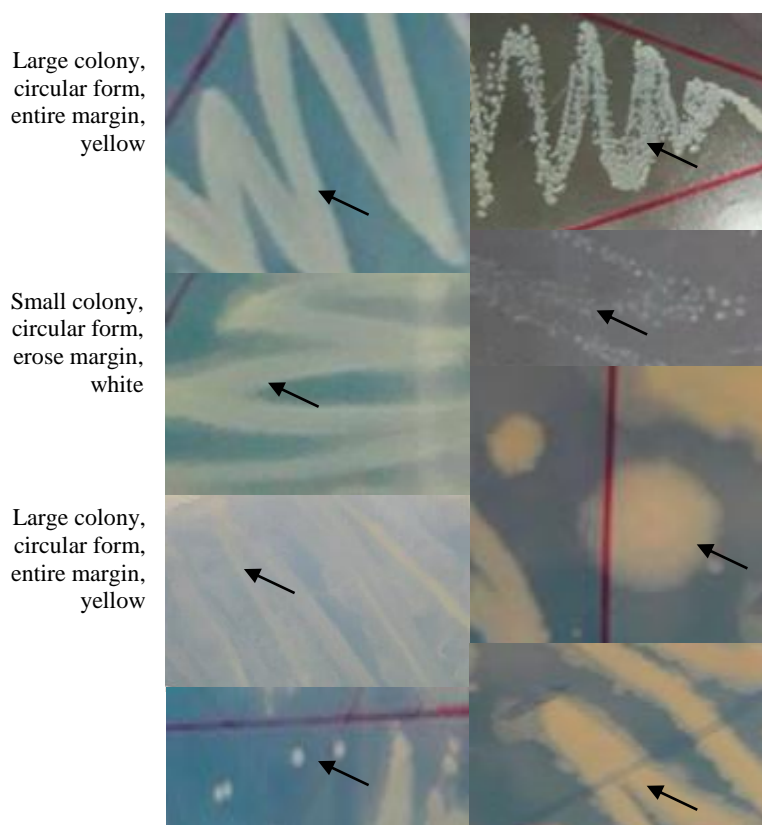 Large colony,
circular form,
entire margin,
yellow
Small colony,
circular form,
erose margin,
white
Large colony,
circular form,
entire margin,
yellow